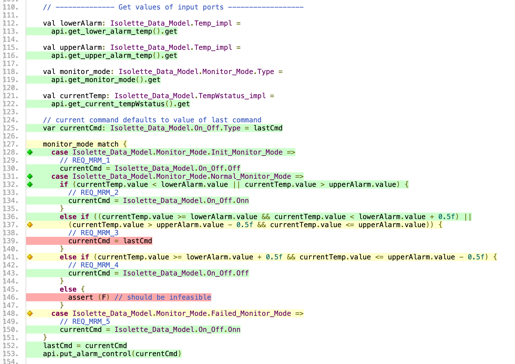 110. // -------------- Get values of input ports ------------------
111.
112. val lowerAlarm: Isolette_Data_Model.Temp_impl =
113. api.get_lower_alarm_temp().get
114.
115. val upperAlarm: Isolette_Data_Model.Temp_impl =
116. api.get_upper_alarm_temp().get
117.
118. val monitor_mode: Isolette_Data_Model.Monitor_Mode.Type =
119. api.get_monitor_mode().get
120.
121. val currentTemp: Isolette_Data_Model.TempWstatus_impl =
122. api.get_current_tempWstatus().get
123.
124. // current command defaults to value of last command
125. var currentCmd: Isolette_Data_Model.On_Off.Type = lastCmd
126.
127. monitor_mode match {
128. case Isolette_Data_Model.Monitor_Mode.Init_Monitor_Mode =>
129. // REQ_MRM_1
130. currentCmd = Isolette_Data_Model.On_Off.Off
131. case Isolette_Data_Model.Monitor_Mode.Normal_Monitor_Mode =>
133. if (currentTemp.value < lowerAlarm.value || currentTemp.value > upperAlarm.value) {
133. // REQ_MRM_2
134. currentCmd = Isolette_Data_Model.On_Off.Onn
135. }
136. else if ((currentTemp.value >= lowerAlarm.value && currentTemp.value < lowerAlarm.value + 0.5f) ||
137. (currentTemp.value > upperAlarm.value - 0.5f && currentTemp.value <= upperAlarm.value)) {
138. // REQ_MRM_3
139. currentCmd = lastCmd
140. }
141. else if (currentTemp.value >= lowerAlarm.value + 0.5f && currentTemp.value <= upperAlarm.value - 0.5f) {
142. // REQ_MRM_4
143. currentCmd = Isolette_Data_Model.On_Off.Off
144. }
145. else {
146. assert (F) // should be infeasible
147. }
148. case Isolette_Data_Model.Monitor_Mode.Failed_Monitor_Mode =>
149. // REQ_MRM_5
150. currentCmd = Isolette_Data_Model.On_Off.Onn
151. }
152. lastCmd = currentCmd
153. api.put_alarm_control(currentCmd)
154.